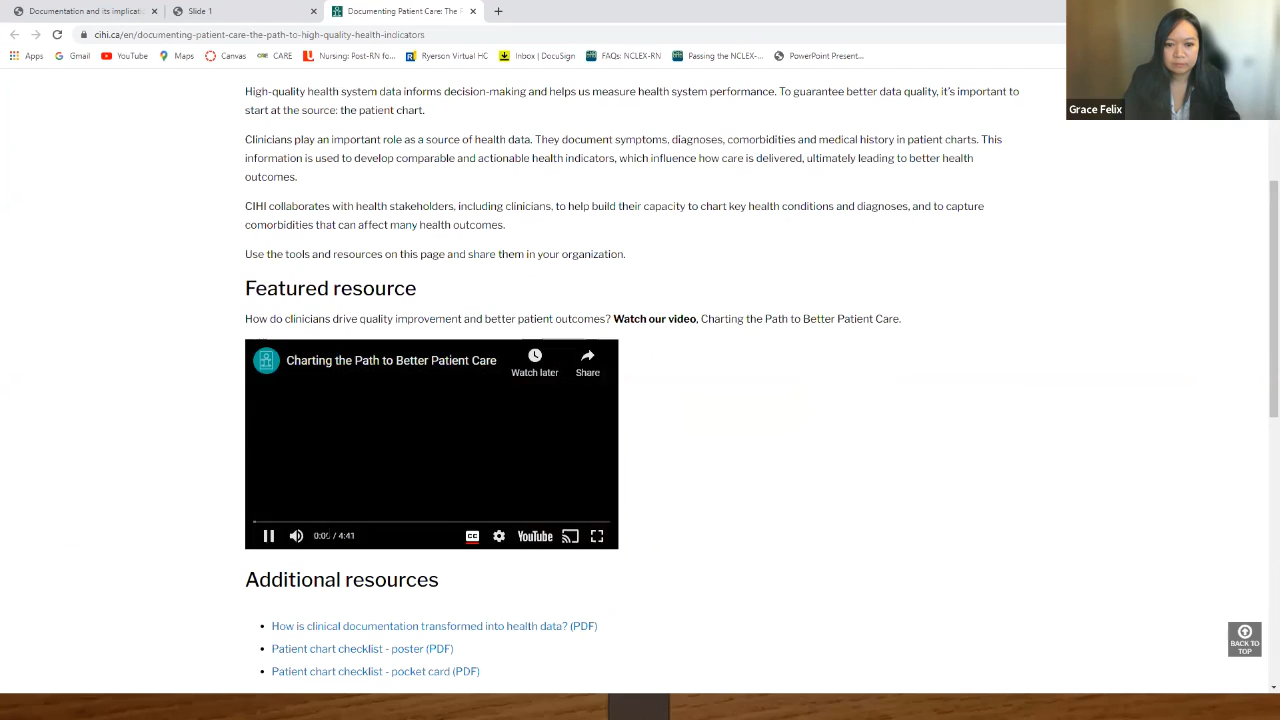 Documentation and its implicati
Slide 1
Documenting Patient Care: The P
cihi.ca/en/documenting-patient-care-the-path-to-high-quality-health-indicators
Apps
Gmail
YouTube
Maps
Canvas
CARE
Nursing: Post-RN fo...
Ryerson Virtual HC
Inbox | DocuSign
FAQs: NCLEX-RN
Passing the NCLEX-...
PowerPoint Present...
Grace Felix
High-quality health system data informs decision-making and helps us measure health system performance. To guarantee better data quality, it's important to
start at the source: the patient chart.
Clinicians play an important role as a source of health data. They document symptoms, diagnoses, comorbidities and medical history in patient charts. This
information is used to develop comparable and actionable health indicators, which influence how care is delivered, ultimately leading to better health
outcomes.
CIHI collaborates with health stakeholders, including clinicians, to help build their capacity to chart key health conditions and diagnoses, and to capture
comorbidities that can affect many health outcomes.
Use the tools and resources on this page and share them in your organization.
Featured resource
How do clinicians drive quality improvement and better patient outcomes? Watch our video, Charting the Path to Better Patient Care.
Charting the Path to Better Patient Care
Watch later
Share
/ 4:41
CC
YouTube
Additional resources
• How is clinical documentation transformed into health data? (PDF)
• Patient chart checklist - poster (PDF)
• Patient chart checklist - pocket card (PDF)
BACK TO
TOP